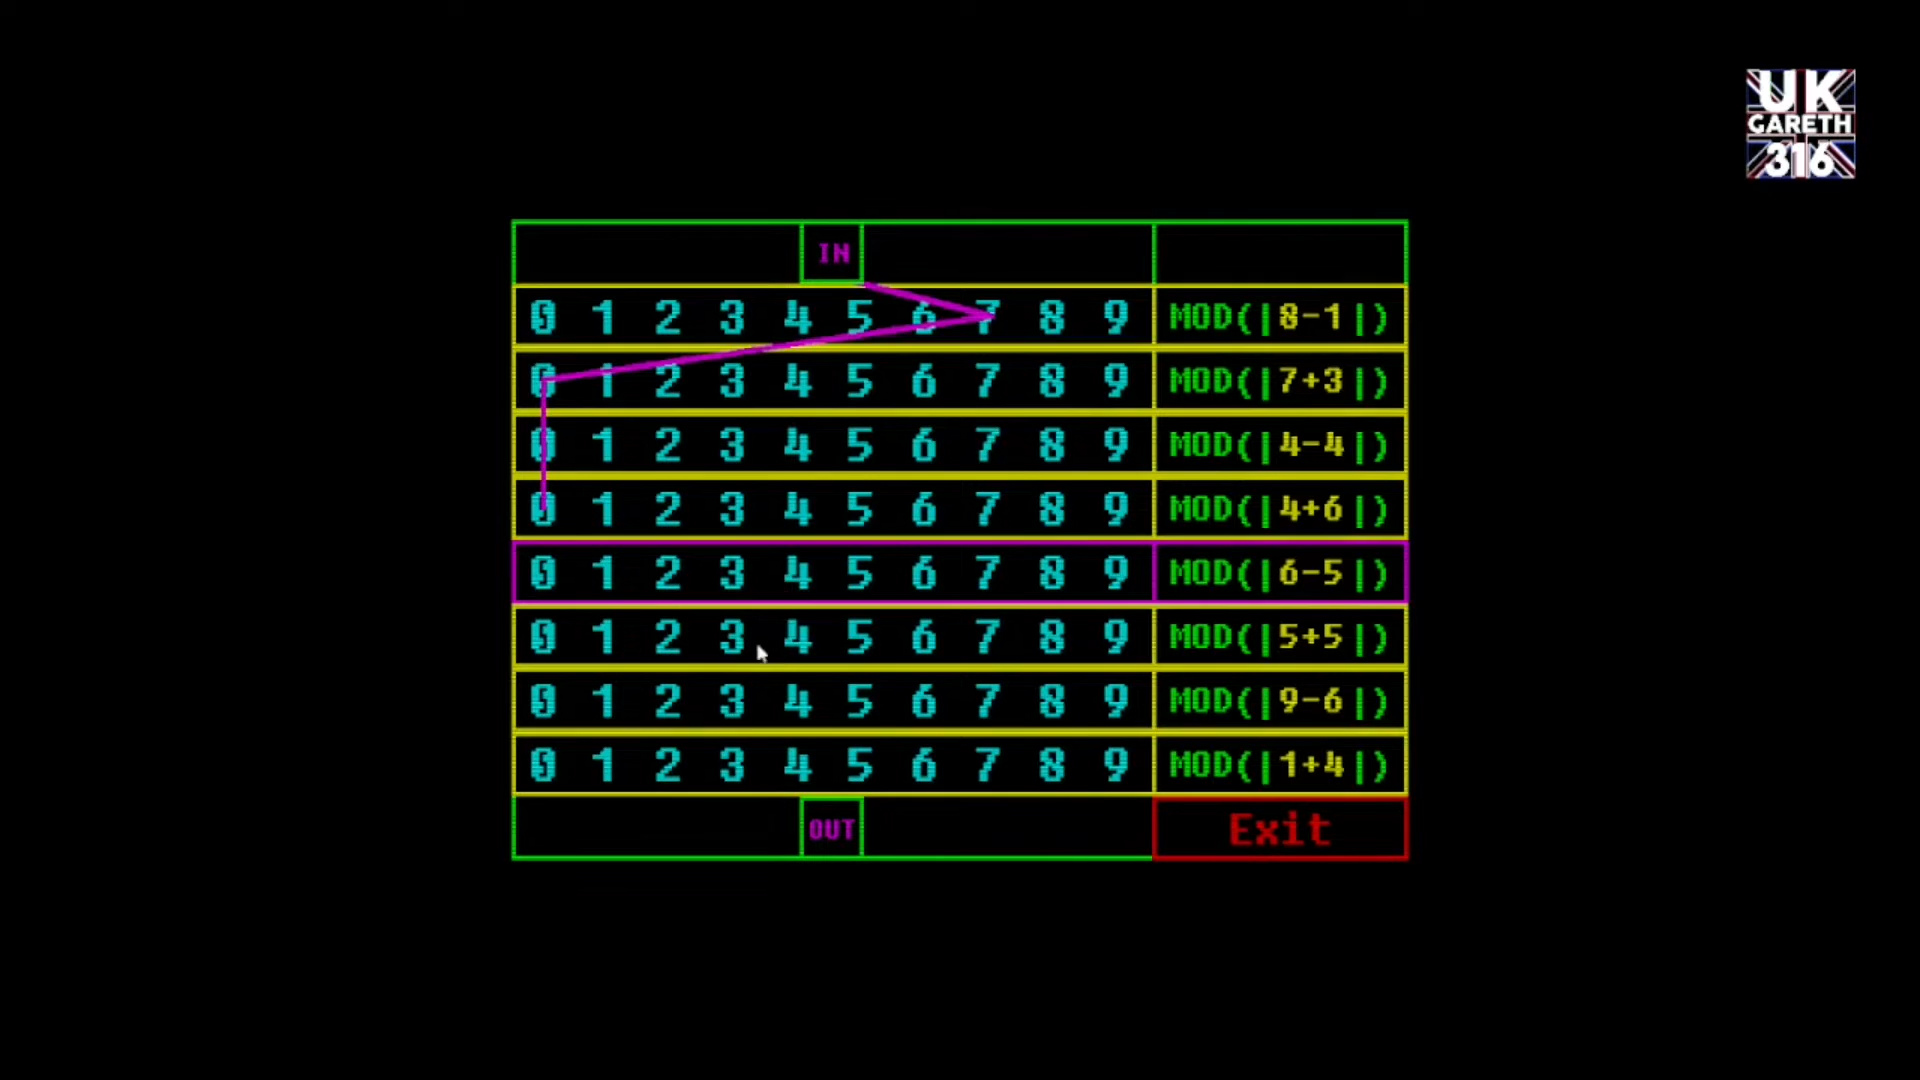 UK
GARETH
316
IN
0 1 2 3 4 5 6 7 8 9 MOD(|8-1|)
0 1 2 3 4 5 6 7 8 9 MOD(|7+3|)
0 1 2 3 4 5 6 7 8 9 MOD(|4-4|)
0 1 2 3 4 5 6 7 8 9 MOD(|4+6|)
0 1 2 3 4 5 6 7 8 9 MOD(|6-5|)
0 1 2 3 4 5 6 7 8 9 MOD(|5+5|)
0 1 2 3 4 5 6 7 8 9 MOD(|9-6|)
0 1 2 3 4 5 6 7 8 9 MOD(|1+4|)
OUT Exit